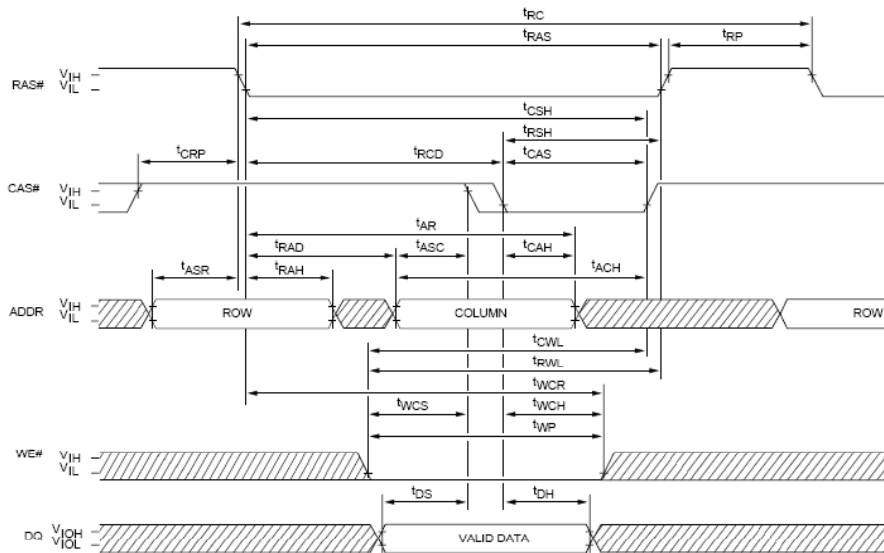 tRC
tRAS
tRP
RAS# VIH
VIL
tCSH
tRSH
tCRP
tRCD
tCAS
CAS# VIH
VIL
tAR
tRAD
tASC
tCAH
tASR
tRAH
tACH
ADDR VIH
VIL
ROW
COLUMN
ROW
tCWL
tRWL
tWCR
tWCS
tWCH
tWP
WE# VIH
VIL
tDS
tDH
DQ VIOH
VIOL
VALID DATA